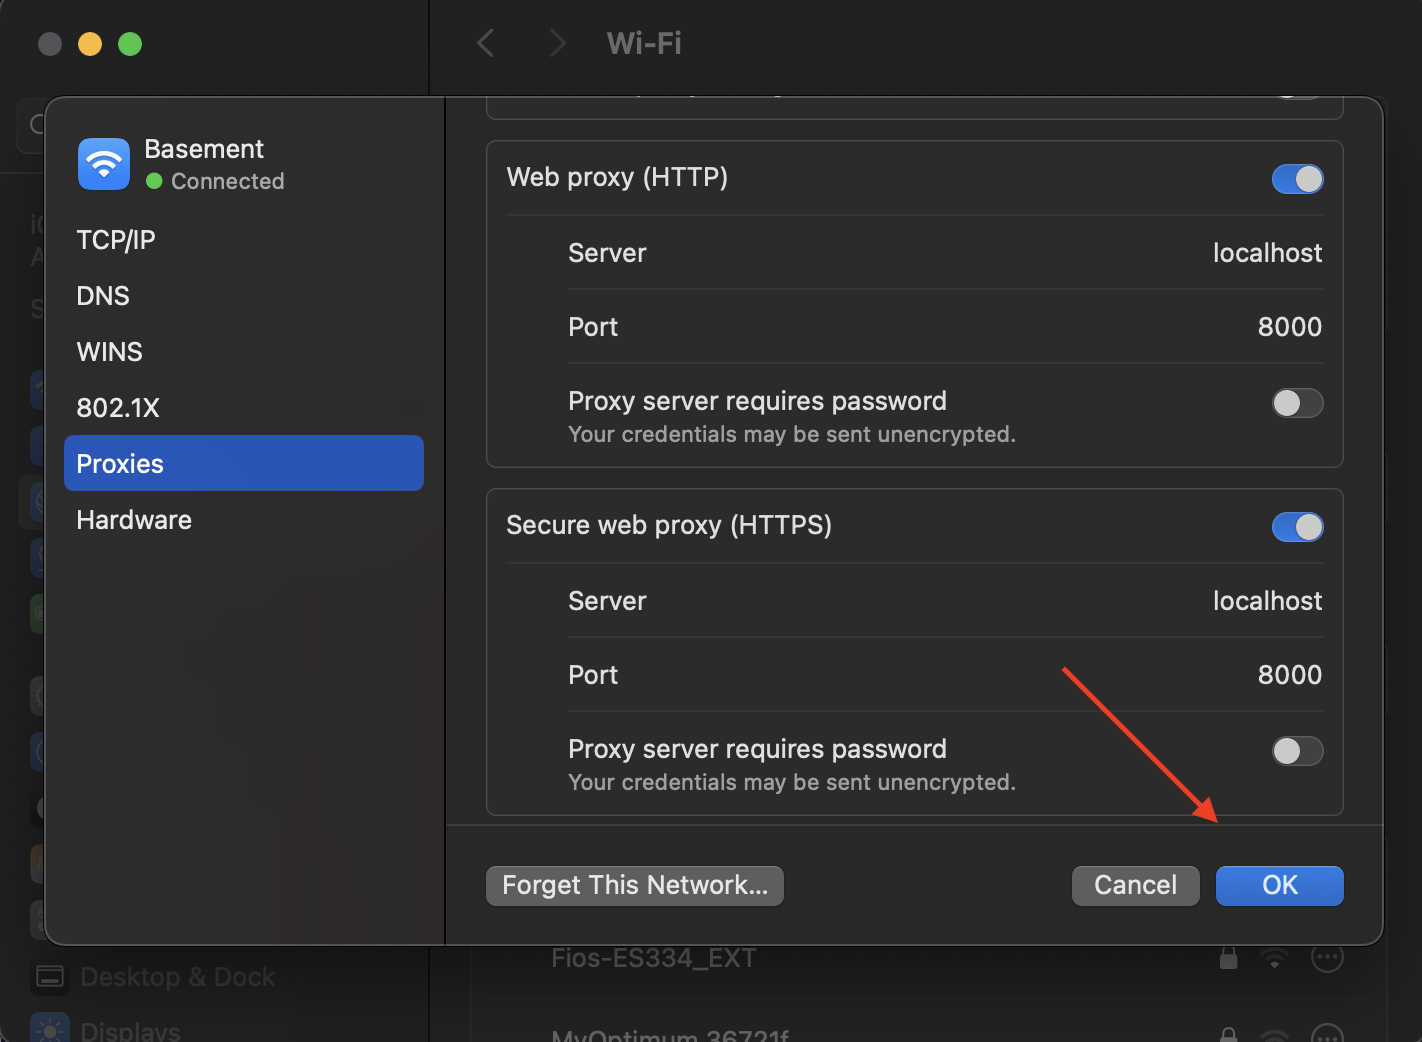 Wi-Fi
Basement
Connected
TCP/IP
DNS
WINS
802.1X
Proxies
Hardware
Web proxy (HTTP)
Server localhost
Port 8000
Proxy server requires password
Your credentials may be sent unencrypted.
Secure web proxy (HTTPS)
Server localhost
Port 8000
Proxy server requires password
Your credentials may be sent unencrypted.
Forget This Network...
Cancel
OK
Fios-ES334_EXT
Desktop & Dock
Displays
MyOptimum 36721f